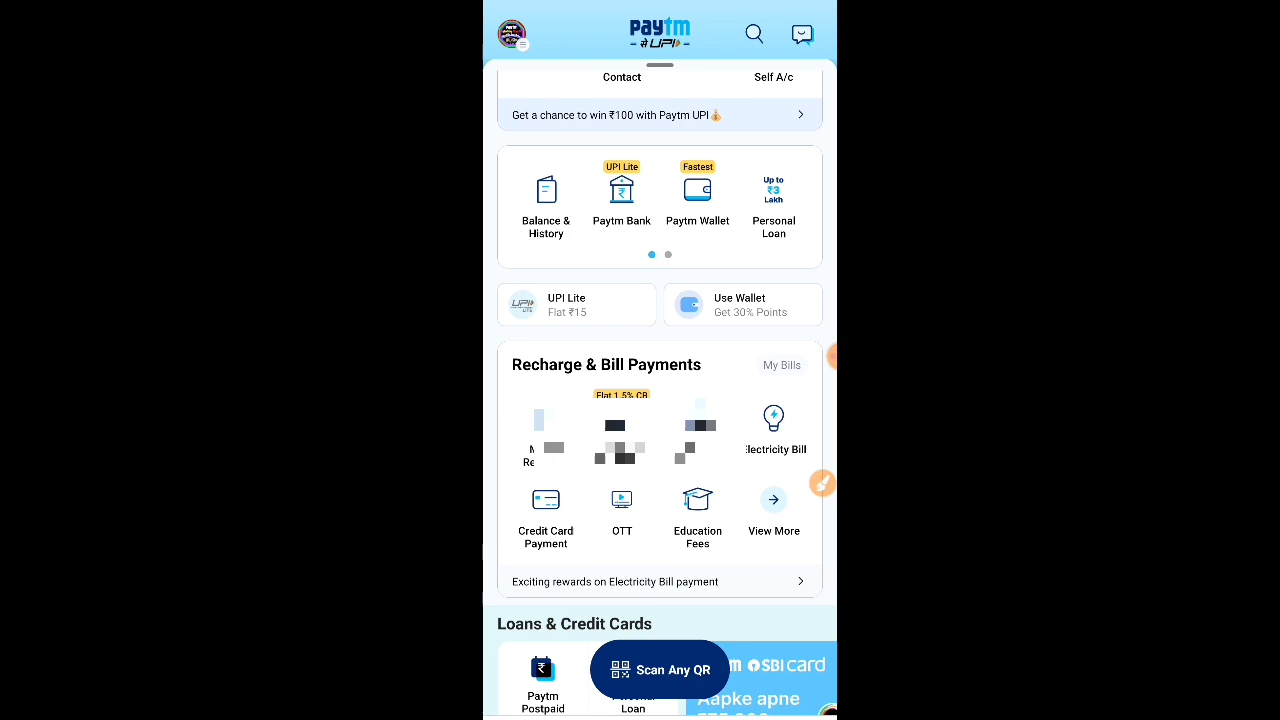 paytm
से UPI
Contact
Self A/c
Get a chance to win ₹100 with Paytm UPI💰
UPI Lite
Fastest
Up to
₹3
Lakh
Balance &
History
Paytm Bank
Paytm Wallet
Personal
Loan
UPI
LITE
UPI Lite
Flat ₹15
Use Wallet
Get 30% Points
Recharge & Bill Payments
My Bills
Flat 1.5% CB
Electricity Bill
Credit Card
Payment
OTT
Education
Fees
View More
Exciting rewards on Electricity Bill payment
Loans & Credit Cards
Paytm
Postpaid
Loan
Scan Any QR
SBI card
Aapke apne